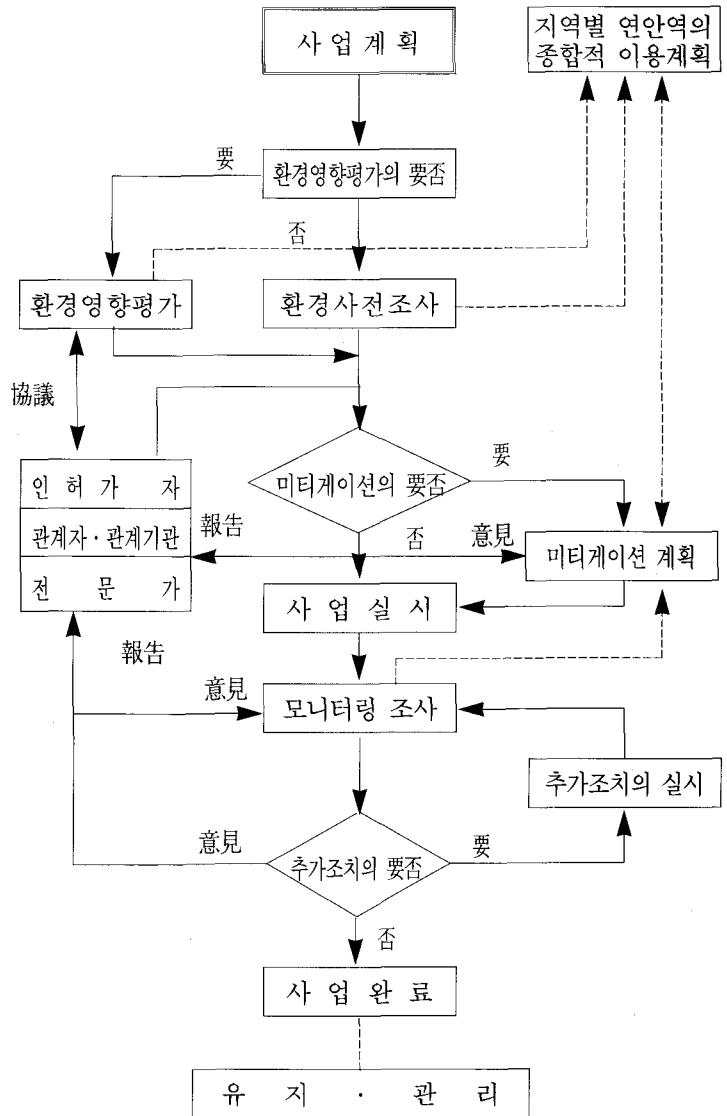 사 업 계 획
지역별 연안역의
종합적 이용계획
要
환경영향평가의 要否
否
환경영향평가
환경사전조사
協議
인 허 가 자
관계자·관계기관
전 문 가
미티게이션의 要否
要
報告
否
意見
미티게이션 계획
사 업 실 시
報告
意見
모니터링 조사
추가조치의 실시
意見
추가조치의 要否
要
否
사 업 완 료
유 지 · 관 리